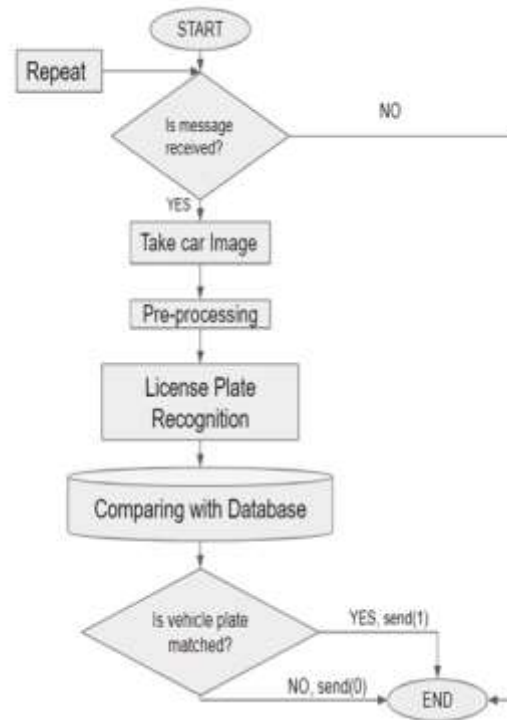 START
Repeat
Is message
received?
NO
YES
Take car Image
Pre-processing
License Plate
Recognition
Comparing with Database
Is vehicle plate
matched?
YES, send(1)
NO, send(0)
END